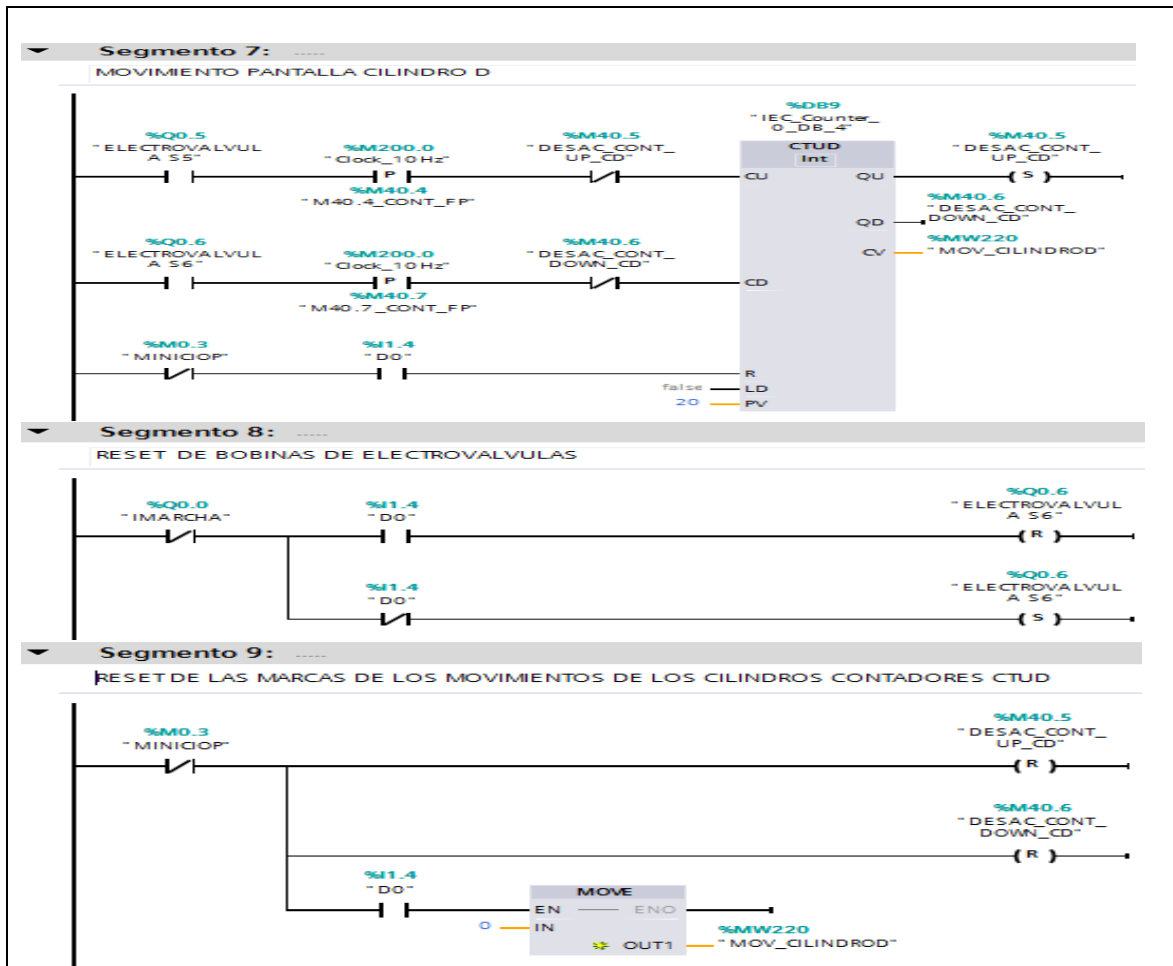 Segmento 7: .....
MOVIMIENTO PANTALLA CILINDRO D
%DB9
"IEC_Counter_
0_DB_4"
%Q0.5
"ELECTROVALVUL
A S5"
%M200.0
"Clock_10Hz"
P
%M40.4
"M40.4_CONT_FP"
%M40.5
"DESAC_CONT_
UP_CD"
CTUD
Int
CU
QU
%M40.5
"DESAC_CONT_
UP_CD"
S
QD
%M40.6
"DESAC_CONT_
DOWN_CD"
CV
%MW220
"MOV_CILINDROD"
%Q0.6
"ELECTROVALVUL
A S6"
%M200.0
"Clock_10Hz"
P
%M40.7
"M40.7_CONT_FP"
%M40.6
"DESAC_CONT_
DOWN_CD"
CD
%M0.3
"MINICIOP"
%I1.4
"D0"
R
false
LD
20
PV
Segmento 8: .....
RESET DE BOBINAS DE ELECTROVALVULAS
%Q0.0
"IMARCHA"
%I1.4
"D0"
%Q0.6
"ELECTROVALVUL
A S6"
R
%I1.4
"D0"
%Q0.6
"ELECTROVALVUL
A S6"
S
Segmento 9: .....
RESET DE LAS MARCAS DE LOS MOVIMIENTOS DE LOS CILINDROS CONTADORES CTUD
%M0.3
"MINICIOP"
%M40.5
"DESAC_CONT_
UP_CD"
R
%M40.6
"DESAC_CONT_
DOWN_CD"
R
%I1.4
"D0"
MOVE
EN
ENO
0
IN
OUT1
%MW220
"MOV_CILINDROD"